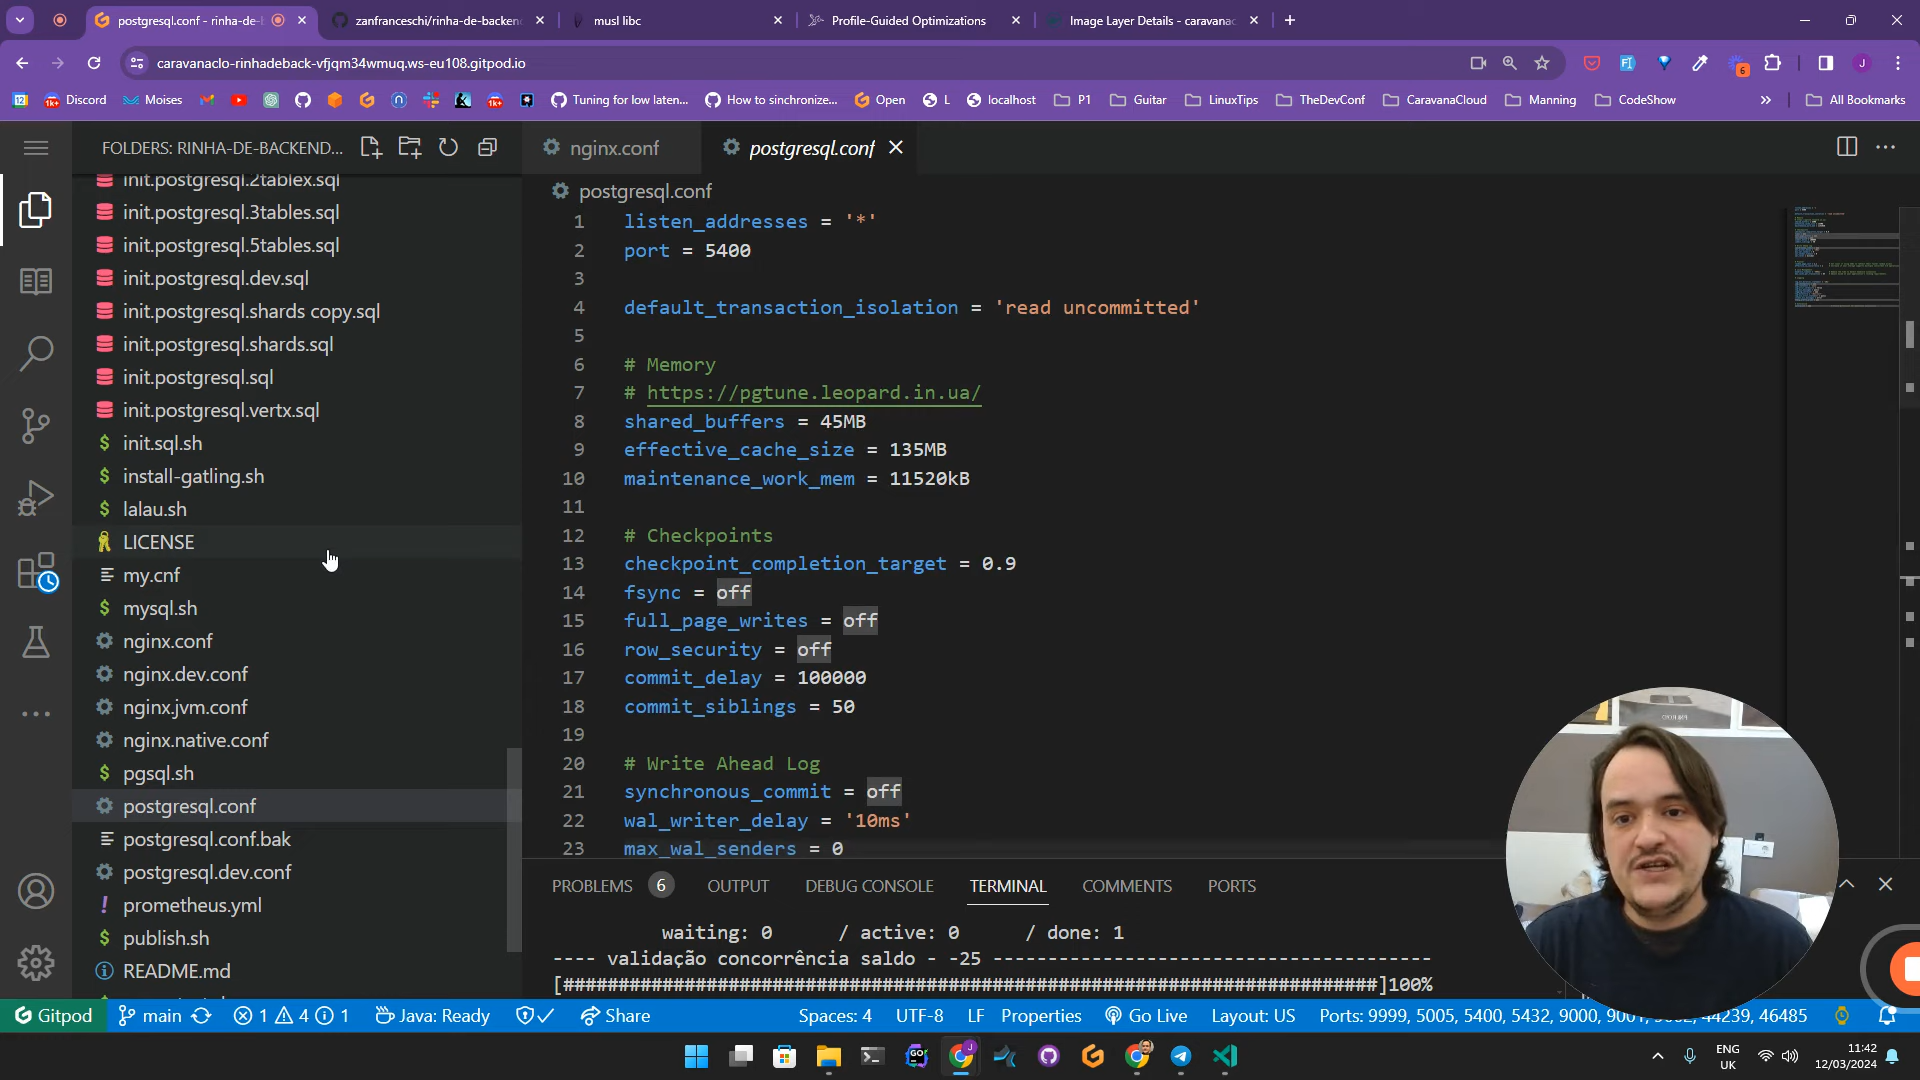 postgresql.conf - rinha-de-
zanfranceschi/rinha-de-backend
musl libc
Profile-Guided Optimizations
Image Layer Details - caravanac
caravanaclo-rinhadeback-vfjqm34wmuq.ws-eu108.gitpod.io
6
J
12
1k+ Discord
Moises
1k+
Tuning for low laten...
How to sinchronize...
Open
L
localhost
P1
Guitar
LinuxTips
TheDevConf
CaravanaCloud
Manning
CodeShow
All Bookmarks
FOLDERS: RINHA-DE-BACKEND...
nginx.conf
postgresql.conf
postgresql.conf
init.postgresql.2tablex.sql
init.postgresql.3tables.sql
init.postgresql.5tables.sql
init.postgresql.dev.sql
init.postgresql.shards copy.sql
init.postgresql.shards.sql
init.postgresql.sql
init.postgresql.vertx.sql
$ init.sql.sh
$ install-gatling.sh
$ lalau.sh
LICENSE
my.cnf
$ mysql.sh
nginx.conf
nginx.dev.conf
nginx.jvm.conf
nginx.native.conf
$ pgsql.sh
postgresql.conf
postgresql.conf.bak
postgresql.dev.conf
! prometheus.yml
$ publish.sh
README.md
1 listen_addresses = '*'
2 port = 5400
3
4 default_transaction_isolation = 'read uncommitted'
5
6 # Memory
7 # https://pgtune.leopard.in.ua/
8 shared_buffers = 45MB
9 effective_cache_size = 135MB
10 maintenance_work_mem = 11520kB
11
12 # Checkpoints
13 checkpoint_completion_target = 0.9
14 fsync = off
15 full_page_writes = off
16 row_security = off
17 commit_delay = 100000
18 commit_siblings = 50
19
20 # Write Ahead Log
21 synchronous_commit = off
22 wal_writer_delay = '10ms'
23 max_wal_senders = 0
PROBLEMS 6 OUTPUT DEBUG CONSOLE TERMINAL COMMENTS PORTS
waiting: 0 / active: 0 / done: 1
---- validação concorrência saldo - -25 --------------------------------------
[#######################################################################]100%
Gitpod
main
1 4 1
Java: Ready
Share
Spaces: 4
UTF-8
LF
Properties
Go Live
Layout: US
Ports: 9999, 5005, 5400, 5432, 9000, 9001, 44239, 46485
GO
J
ENG
UK
11:42
12/03/2024